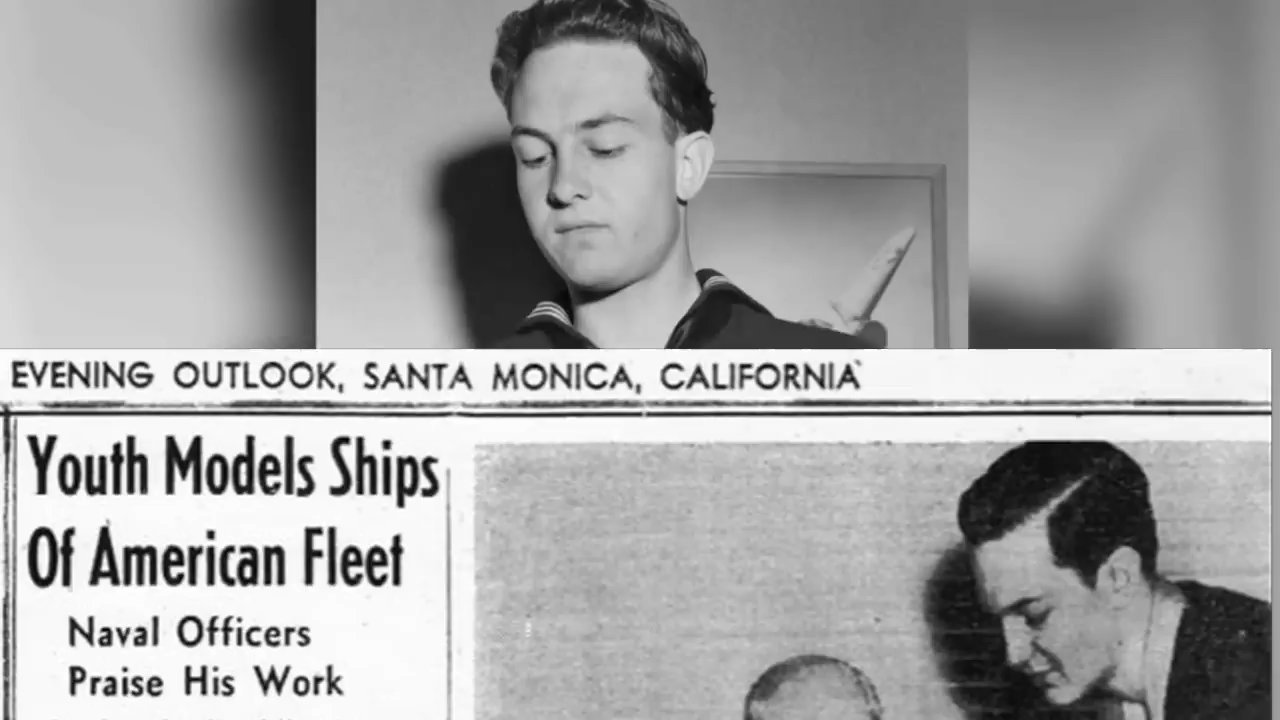 EVENING OUTLOOK, SANTA MONICA, CALIFORNIA
Youth Models Ships
Of American Fleet
Naval Officers
Praise His Work